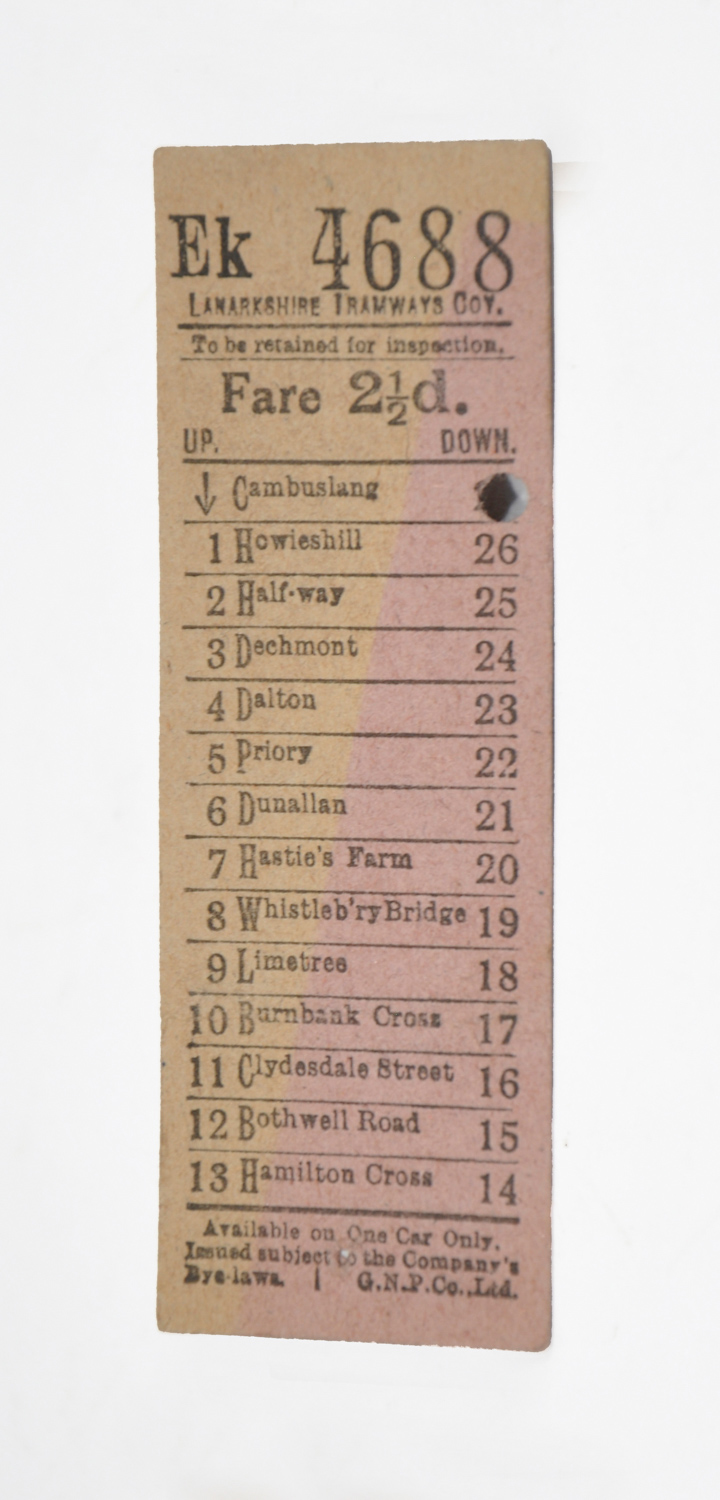 Ek 4688
LANARKSHIRE TRAMWAYS COY.
To be retained for inspection.
Fare 2½d.
UP. DOWN.
↓ Cambuslang
1 Howieshill 26
2 Half-way 25
3 Dechmont 24
4 Dalton 23
5 Priory 22
6 Dunallan 21
7 Hastie's Farm 20
8 Whistleb'ry Bridge 19
9 Limetree 18
10 Burnbank Cross 17
11 Clydesdale Street 16
12 Bothwell Road 15
13 Hamilton Cross 14
Available on One Car Only.
Issued subject to the Company's
Bye-laws. | G.N.P.Co.,Ltd.